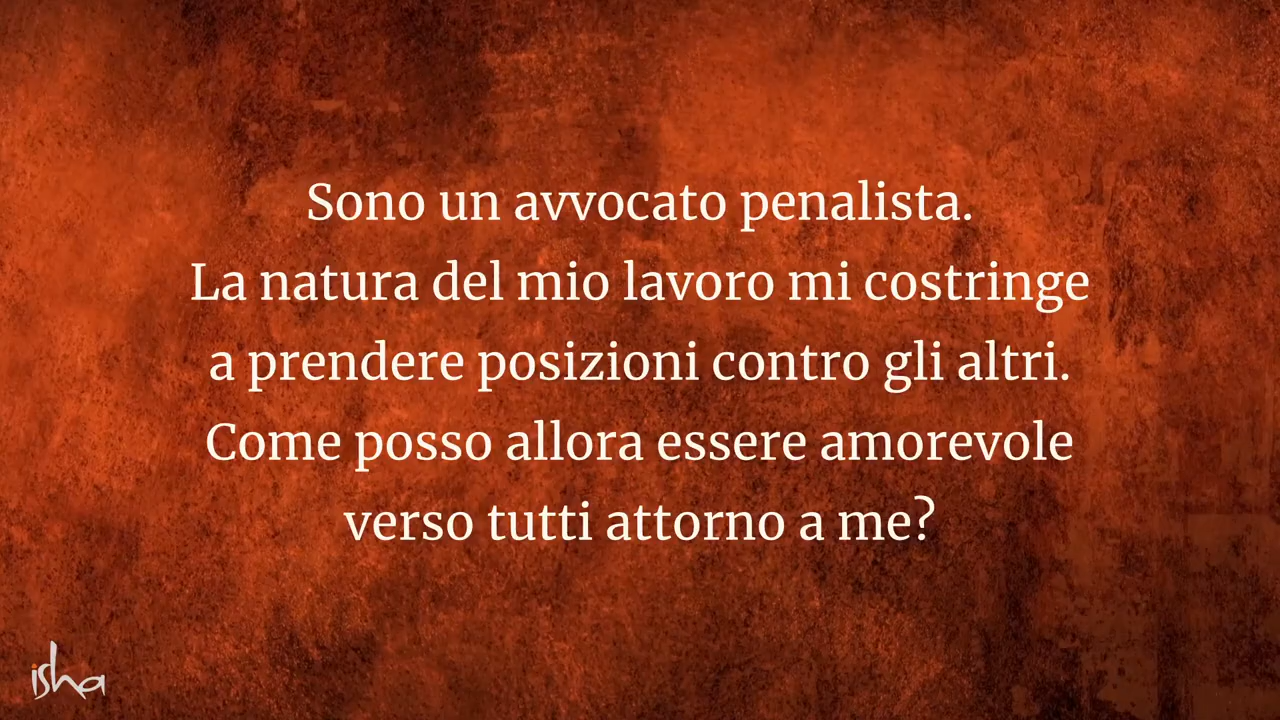 Sono un avvocato penalista.
La natura del mio lavoro mi costringe
a prendere posizioni contro gli altri.
Come posso allora essere amorevole
verso tutti attorno a me?
isha